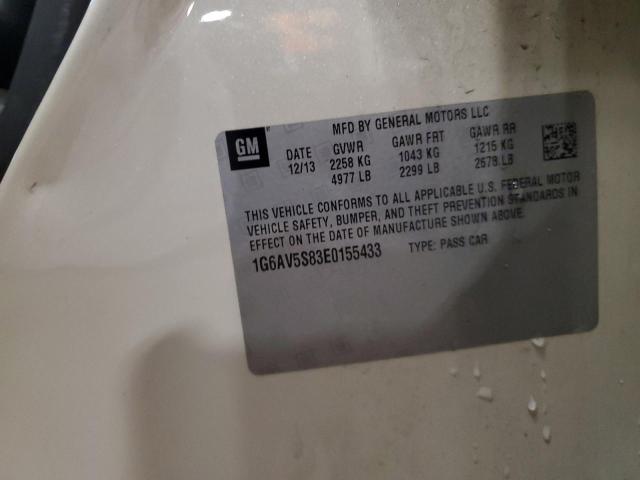 MFD BY GENERAL MOTORS LLC
GM
DATE GVWR GAWR FRT GAWR RR
12/13 2258 KG 1043 KG 1215 KG
4977 LB 2299 LB 2678 LB
THIS VEHICLE CONFORMS TO ALL APPLICABLE U.S. FEDERAL MOTOR
VEHICLE SAFETY, BUMPER, AND THEFT PREVENTION STANDARDS IN
EFFECT ON THE DATE OF MANUFACTURE SHOWN ABOVE.
1G6AV5S83E0155433 TYPE: PASS CAR